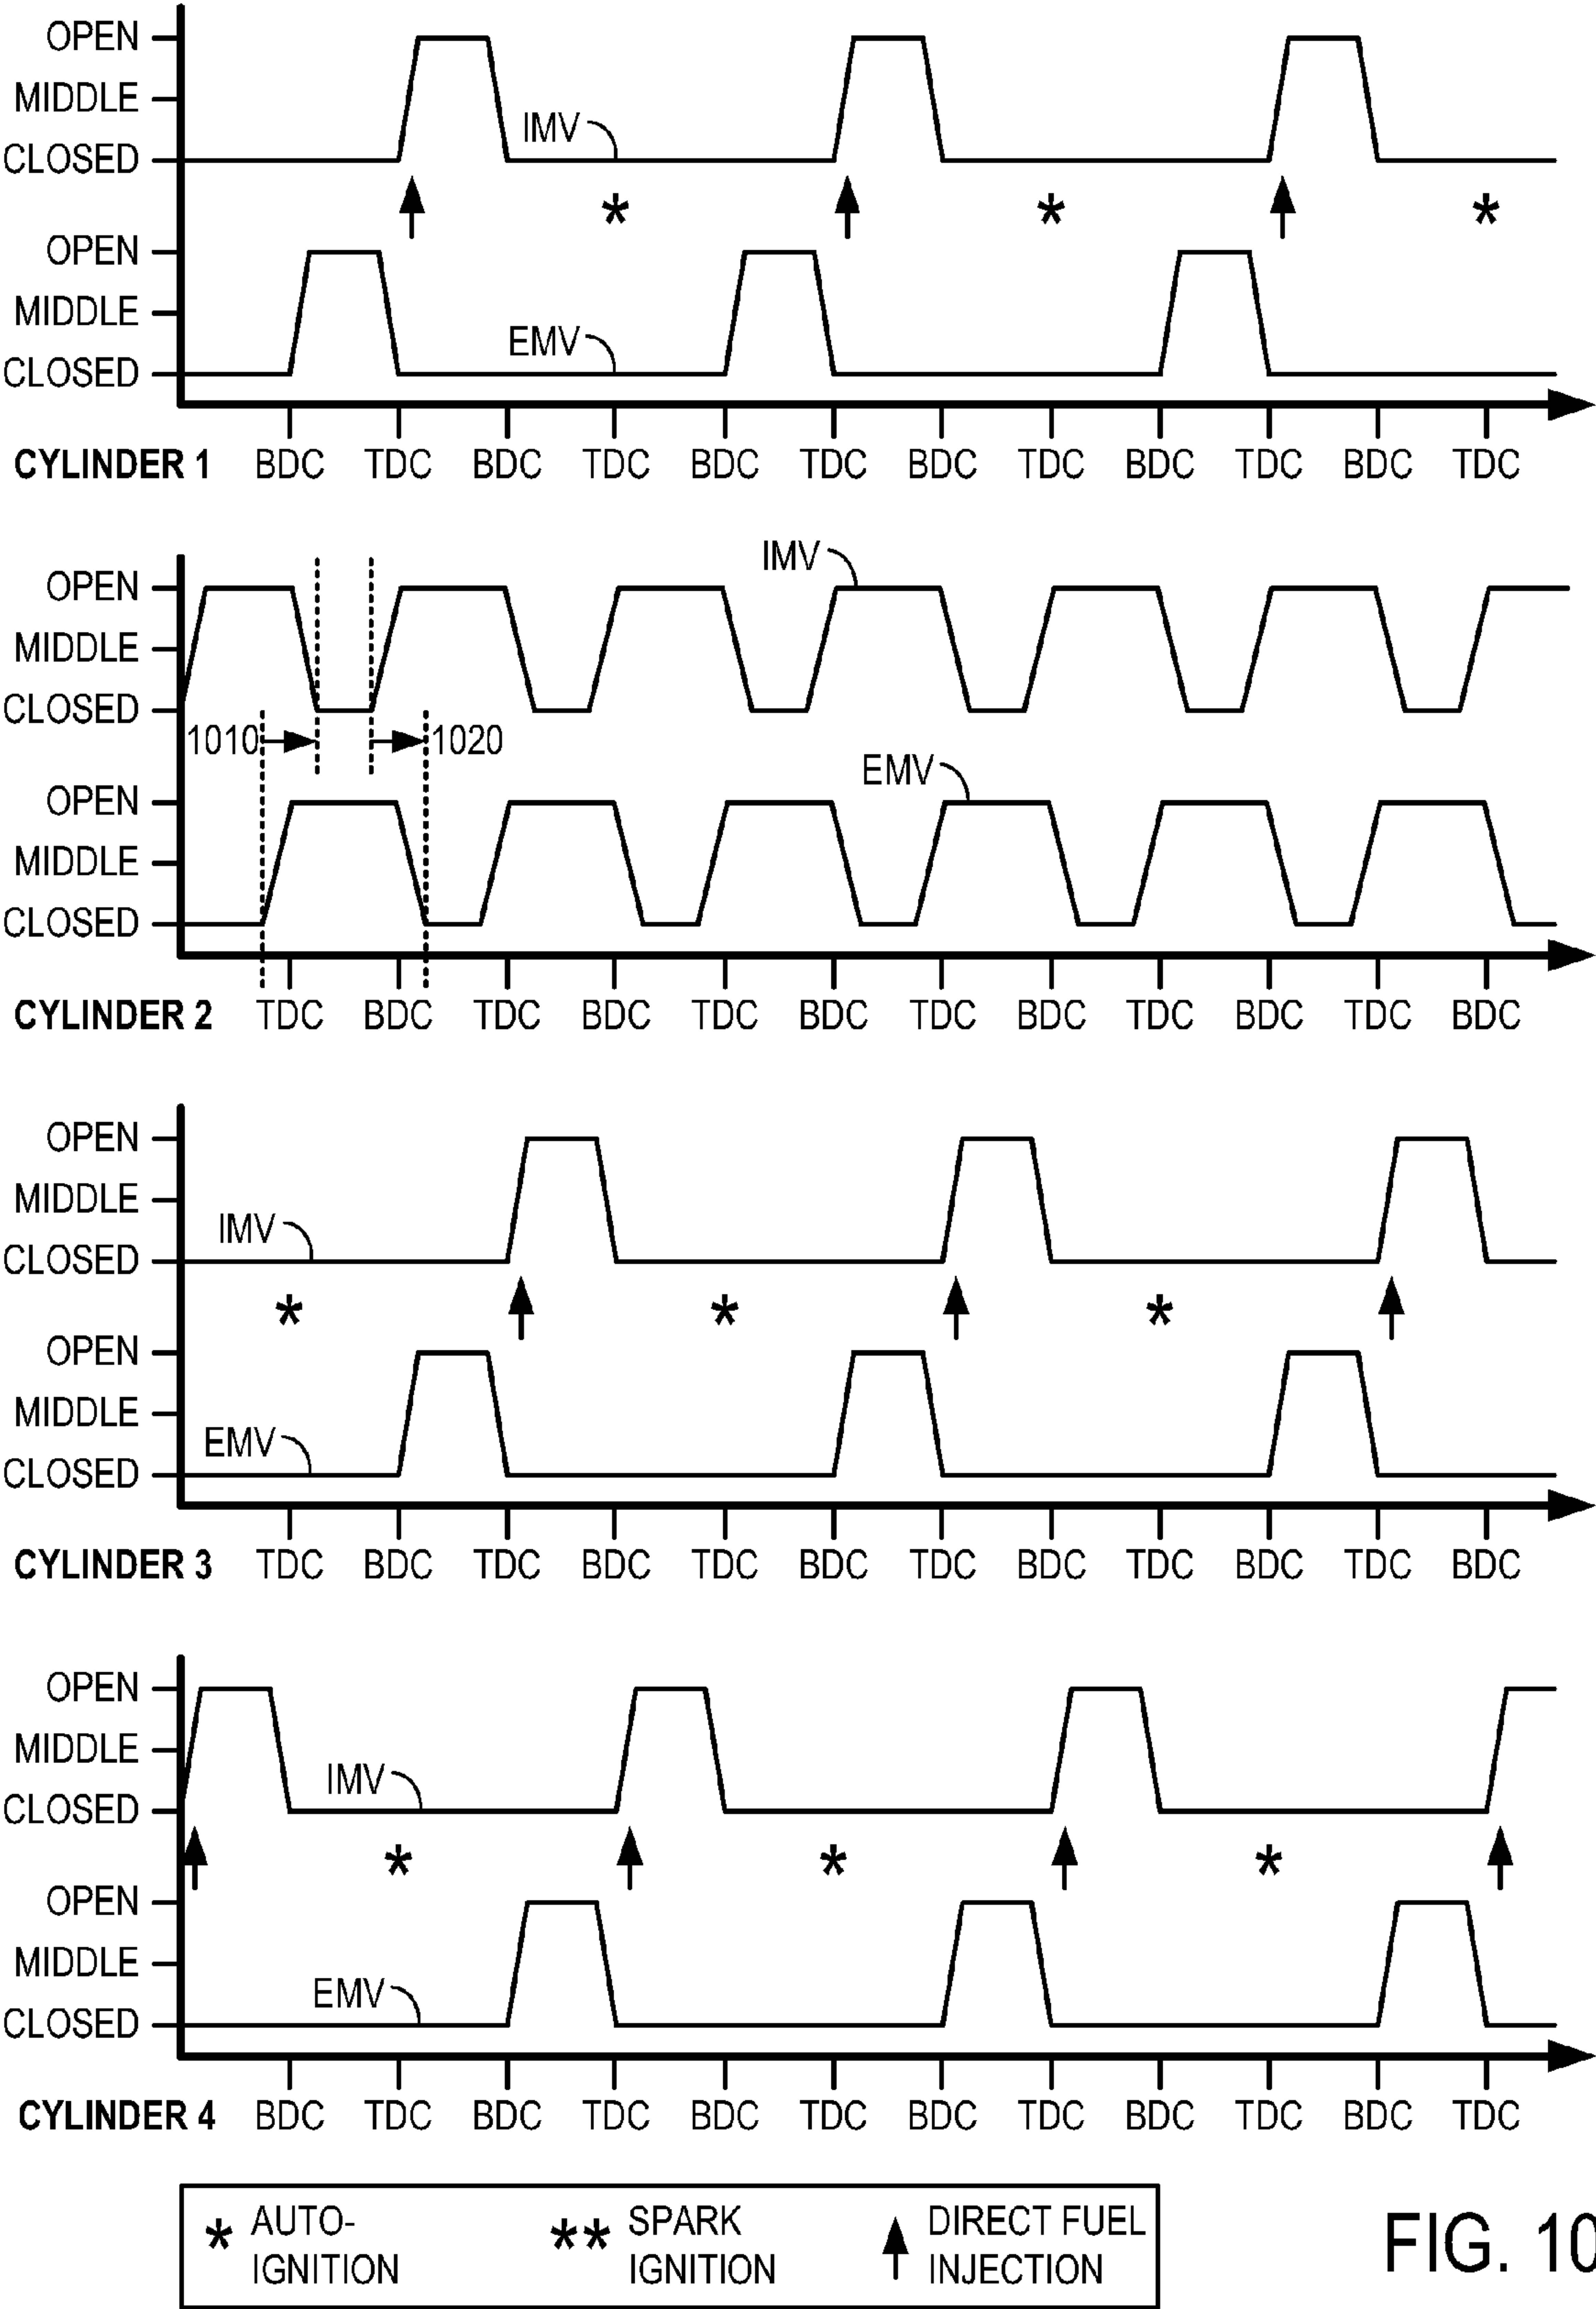 OPEN
MIDDLE
CLOSED
IMV
*
*
*
OPEN
MIDDLE
CLOSED
EMV
CYLINDER 1 BDC TDC BDC TDC BDC TDC BDC TDC BDC TDC BDC TDC
IMV
OPEN
MIDDLE
CLOSED
1010
1020
EMV
OPEN
MIDDLE
CLOSED
CYLINDER 2 TDC BDC TDC BDC TDC BDC TDC BDC TDC BDC TDC BDC
OPEN
MIDDLE
IMV
CLOSED
*
*
*
OPEN
MIDDLE
EMV
CLOSED
CYLINDER 3 TDC BDC TDC BDC TDC BDC TDC BDC TDC BDC TDC BDC
OPEN
MIDDLE
IMV
CLOSED
*
*
*
OPEN
MIDDLE
EMV
CLOSED
CYLINDER 4 BDC TDC BDC TDC BDC TDC BDC TDC BDC TDC BDC TDC
* AUTO-
IGNITION
** SPARK
IGNITION
DIRECT FUEL
INJECTION
FIG. 10